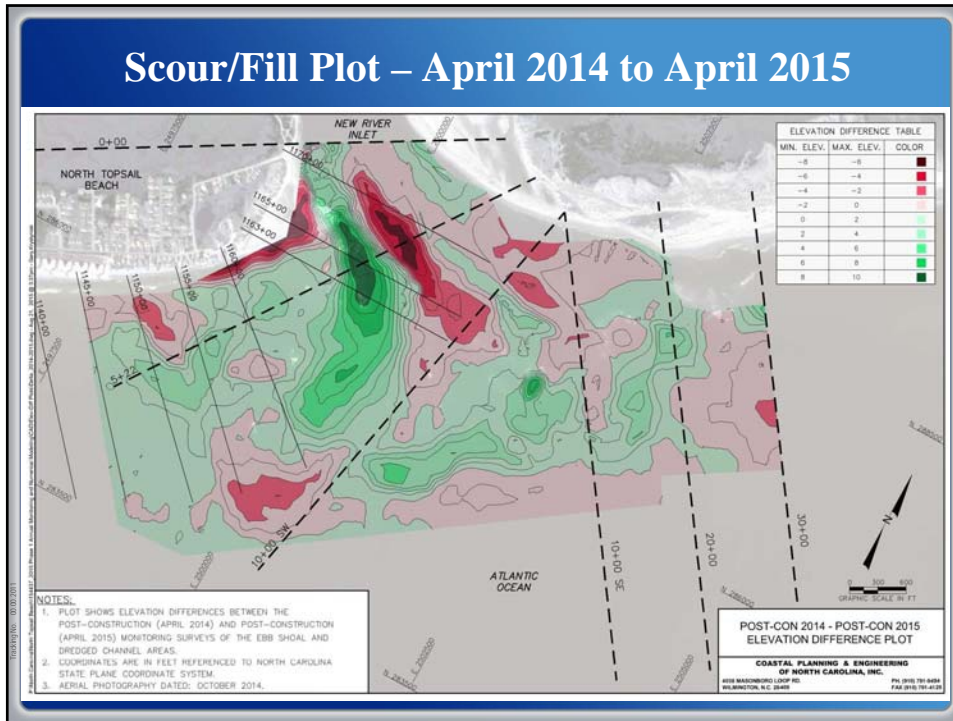 Scour/Fill Plot – April 2014 to April 2015
NEW RIVER
INLET
0+00
NORTH TOPSAIL
BEACH
1170+00
1165+00
1163+00
1160+00
1155+00
1150+00
1145+00
1140+00
5+22
10+00 SW
10+00 SE
20+00
30+00
ELEVATION DIFFERENCE TABLE
MIN. ELEV. MAX. ELEV. COLOR
-8 -6
-6 -4
-4 -2
-2 0
0 2
2 4
4 6
6 8
8 10
ATLANTIC
OCEAN
N
0 300 600
GRAPHIC SCALE IN FT
NOTES:
1. PLOT SHOWS ELEVATION DIFFERENCES BETWEEN THE
POST-CONSTRUCTION (APRIL 2014) AND POST-CONSTRUCTION
(APRIL 2015) MONITORING SURVEYS OF THE EBB SHOAL AND
DREDGED CHANNEL AREAS.
2. COORDINATES ARE IN FEET REFERENCED TO NORTH CAROLINA
STATE PLANE COORDINATE SYSTEM.
3. AERIAL PHOTOGRAPHY DATED: OCTOBER 2014.
POST-CON 2014 - POST-CON 2015
ELEVATION DIFFERENCE PLOT
COASTAL PLANNING & ENGINEERING
OF NORTH CAROLINA, INC.
4038 MASONBORO LOOP RD.
WILMINGTON, N.C. 28409